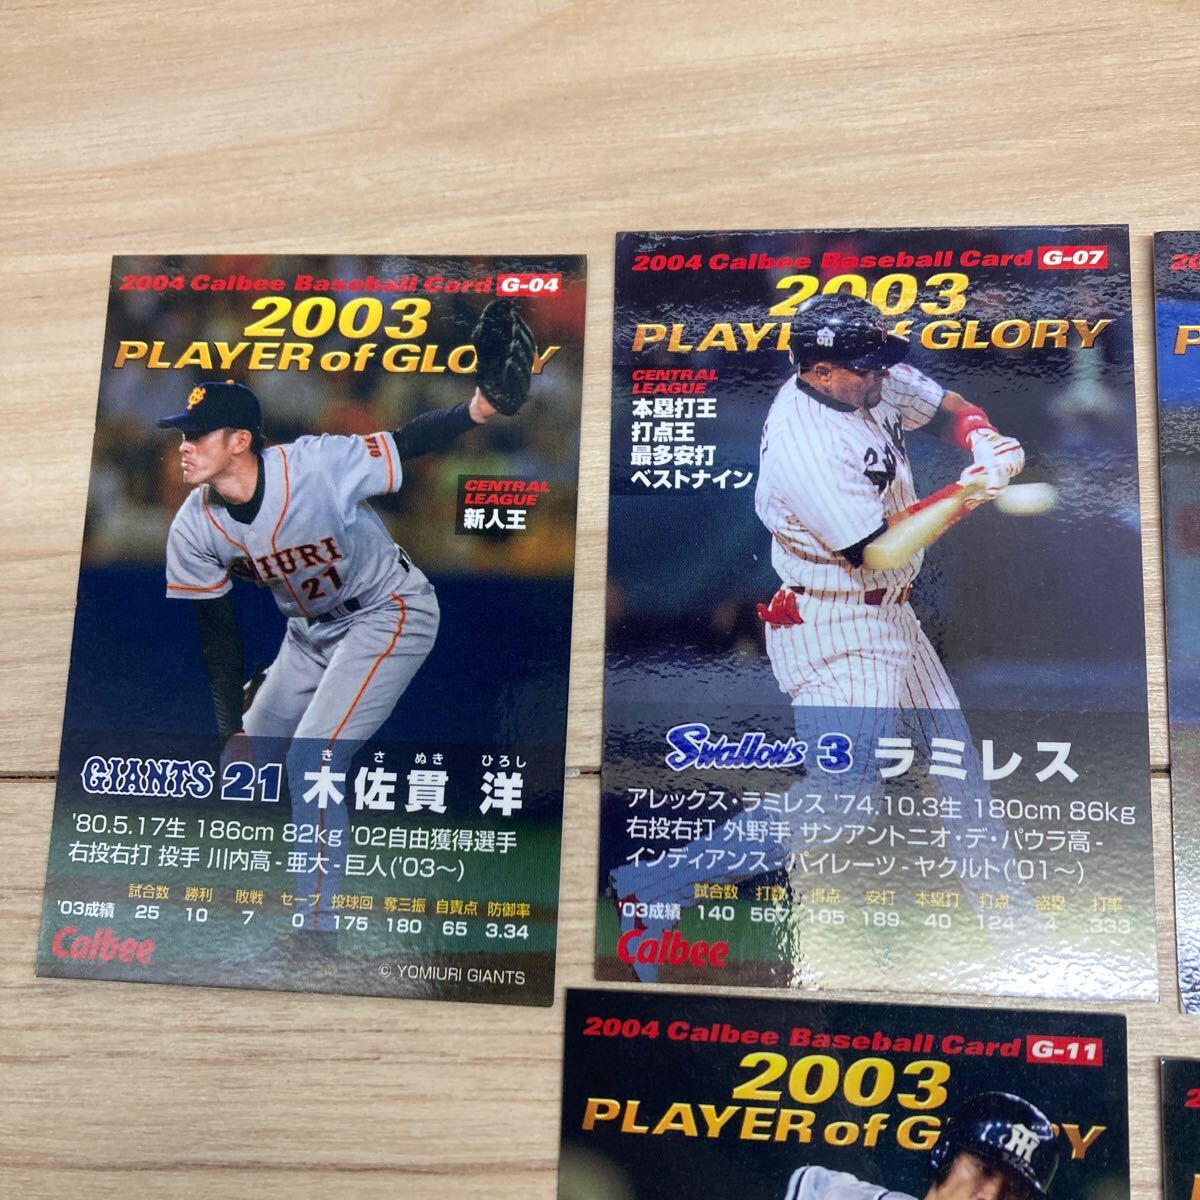 2004 Calbee Baseball Card G-04
2003
PLAYER of GLORY
CENTRAL
LEAGUE
新人王
YOMIURI
21
き さ ぬき ひろし
GIANTS 21 木佐貫 洋
'80.5.17生 186cm 82kg '02自由獲得選手
右投右打 投手 川内高-亜大-巨人('03～)
試合数 勝利 敗戦 セーブ 投球回 奪三振 自責点 防御率
'03成績 25 10 7 0 175 180 65 3.34
Calbee
© YOMIURI GIANTS
2004 Calbee Baseball Card G-07
2003
PLAYER of GLORY
CENTRAL
LEAGUE
本塁打王
打点王
最多安打
ベストナイン
Swallows 3 ラミレス
アレックス・ラミレス '74.10.3生 180cm 86kg
右投右打 外野手 サンアントニオ・デ・パウラ高-
インディアンス-パイレーツ-ヤクルト('01～)
試合数 打数 得点 安打 本塁打 打点 盗塁 打率
'03成績 140 567 105 189 40 124 4 .333
Calbee
2004 Calbee Baseball Card G-11
2003
PLAYER of GLORY